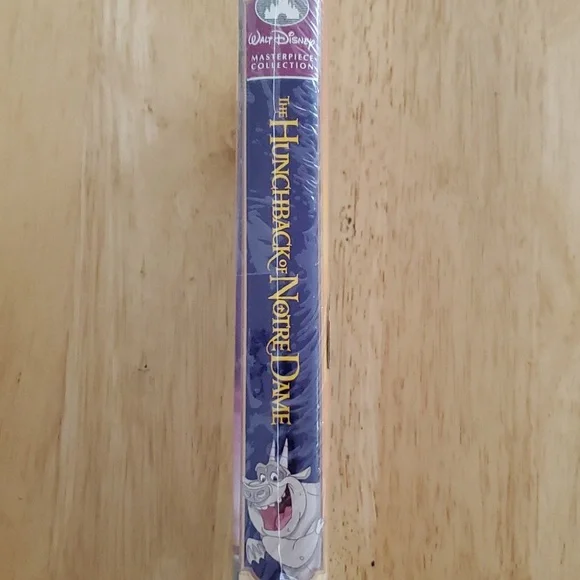 WALT DISNEY
MASTERPIECE
COLLECTION
THE HUNCHBACK OF NOTRE DAME